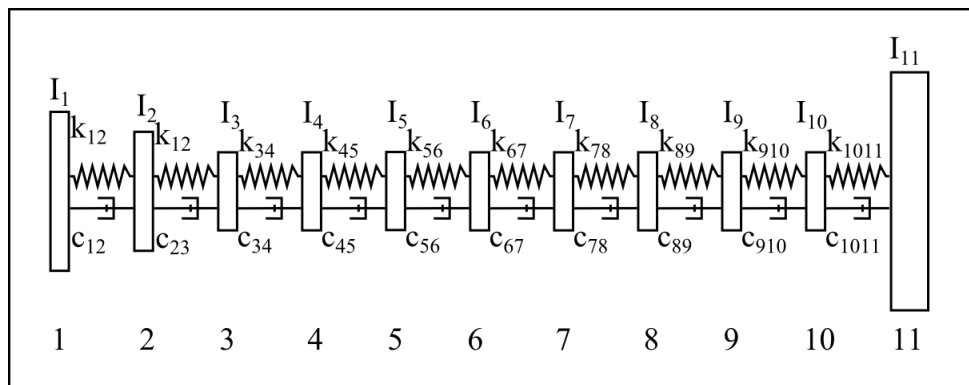 I₁ I₂ I₃ I₄ I₅ I₆ I₇ I₈ I₉ I₁₀ I₁₁
k₁₂ k₁₂ k₃₄ k₄₅ k₅₆ k₆₇ k₇₈ k₈₉ k₉₁₀ k₁₀₁₁
c₁₂ c₂₃ c₃₄ c₄₅ c₅₆ c₆₇ c₇₈ c₈₉ c₉₁₀ c₁₀₁₁
1 2 3 4 5 6 7 8 9 10 11